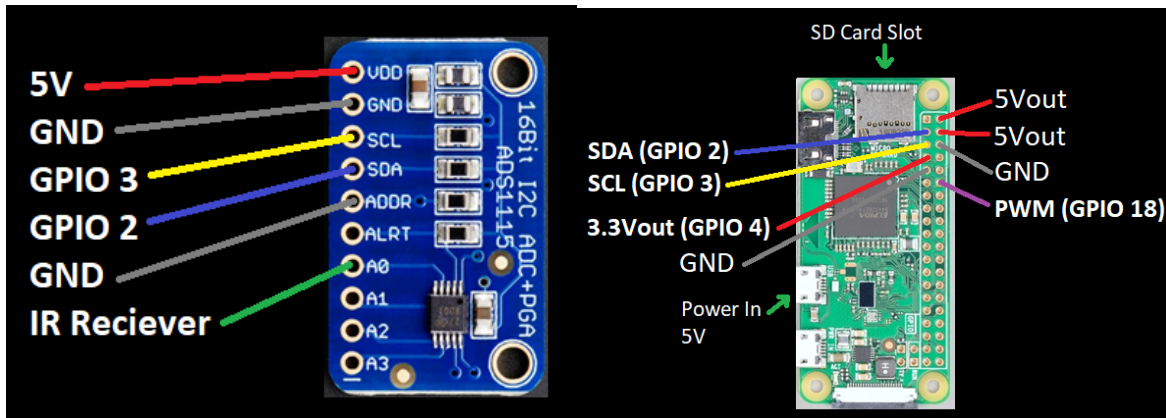 5V
GND
GPIO 3
GPIO 2
GND
IR Reciever
VDD
GND
SCL
SDA
ADDR
ALRT
A0
A1
A2
A3
16Bit I2C ADC+PGA
ADS1115
SD Card Slot
5Vout
5Vout
GND
PWM (GPIO 18)
SDA (GPIO 2)
SCL (GPIO 3)
3.3Vout (GPIO 4)
GND
Power In
5V